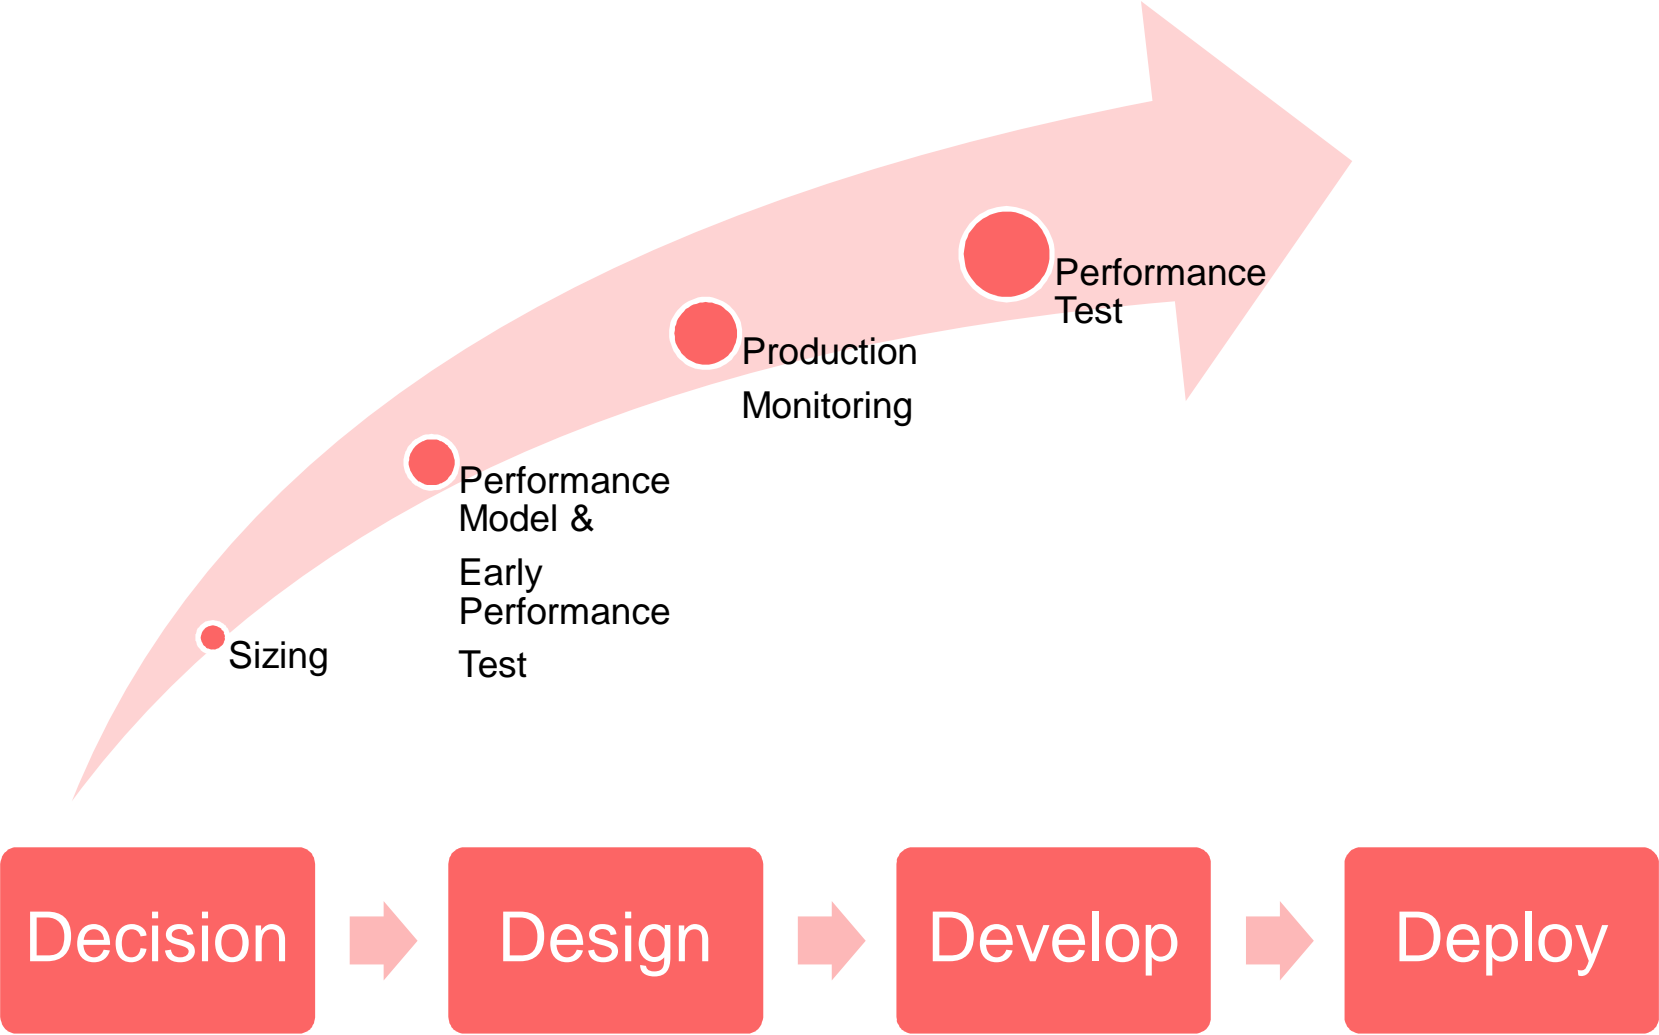 Performance
Test
Production
Monitoring
Performance
Model &
Early
Performance
Test
Sizing
Decision
Design
Develop
Deploy